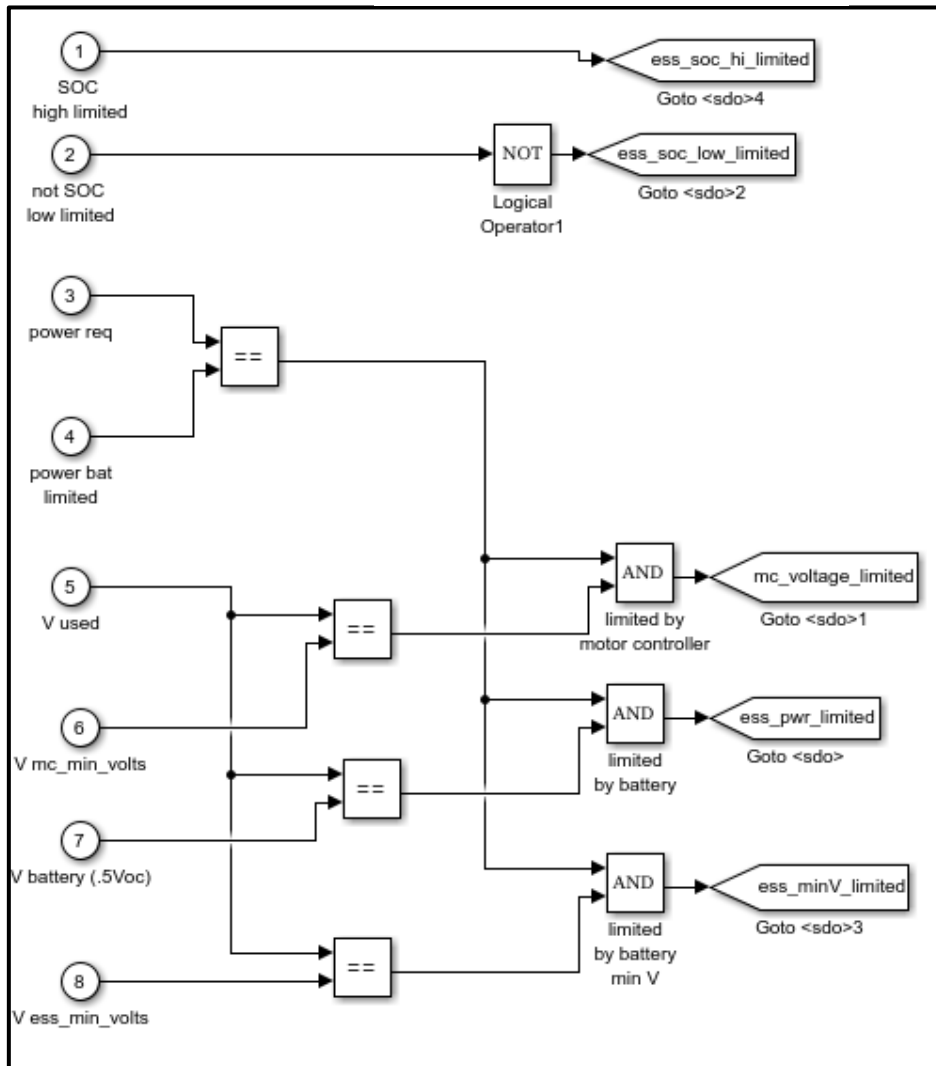 1
SOC
high limited
ess_soc_hi_limited
Goto <sdo>4
2
not SOC
low limited
NOT
Logical
Operator1
ess_soc_low_limited
Goto <sdo>2
3
power req
==
4
power bat
limited
5
V used
==
AND
limited by
motor controller
mc_voltage_limited
Goto <sdo>1
6
V mc_min_volts
==
AND
limited
by battery
ess_pwr_limited
Goto <sdo>
7
V battery (.5Voc)
==
AND
limited
by battery
min V
ess_minV_limited
Goto <sdo>3
8
V ess_min_volts